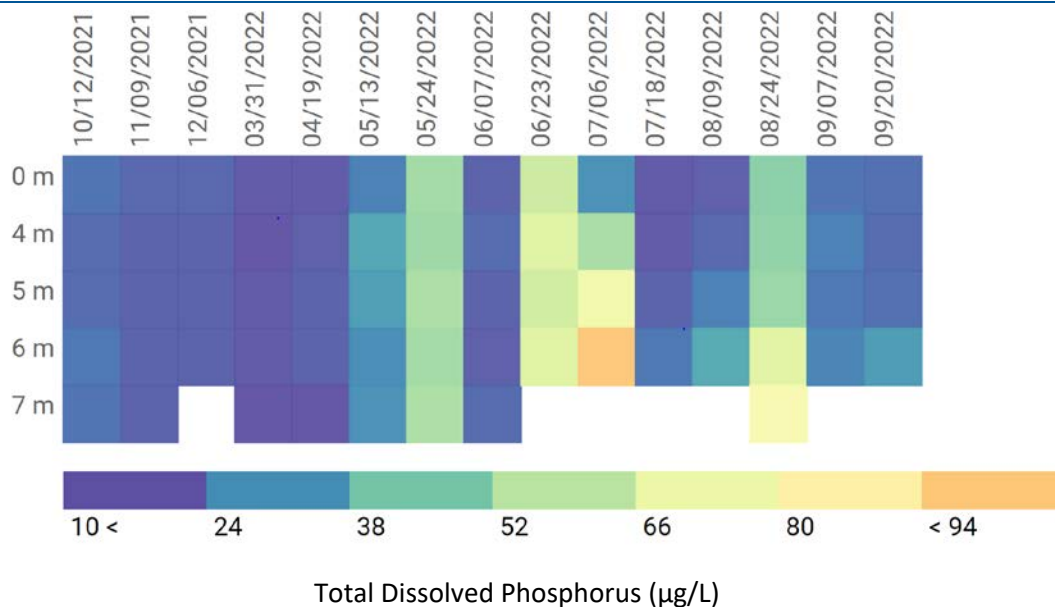 10/12/2021
11/09/2021
12/06/2021
03/31/2022
04/19/2022
05/13/2022
05/24/2022
06/07/2022
06/23/2022
07/06/2022
07/18/2022
08/09/2022
08/24/2022
09/07/2022
09/20/2022
0 m
4 m
5 m
6 m
7 m
10 < 24 38 52 66 80 < 94
Total Dissolved Phosphorus (µg/L)